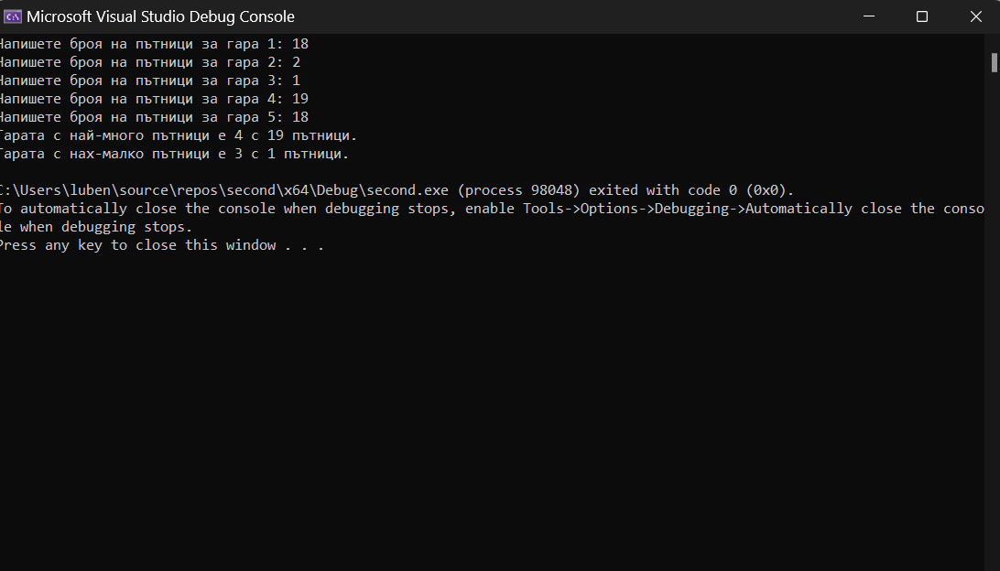 Microsoft Visual Studio Debug Console
Напишете броя на пътници за гара 1: 18
Напишете броя на пътници за гара 2: 2
Напишете броя на пътници за гара 3: 1
Напишете броя на пътници за гара 4: 19
Напишете броя на пътници за гара 5: 18
Гарата с най-много пътници е 4 с 19 пътници.
Гарата с нах-малко пътници е 3 с 1 пътници.
C:\Users\luben\source\repos\second\x64\Debug\second.exe (process 98048) exited with code 0 (0x0).
To automatically close the console when debugging stops, enable Tools->Options->Debugging->Automatically close the conso
le when debugging stops.
Press any key to close this window . . .